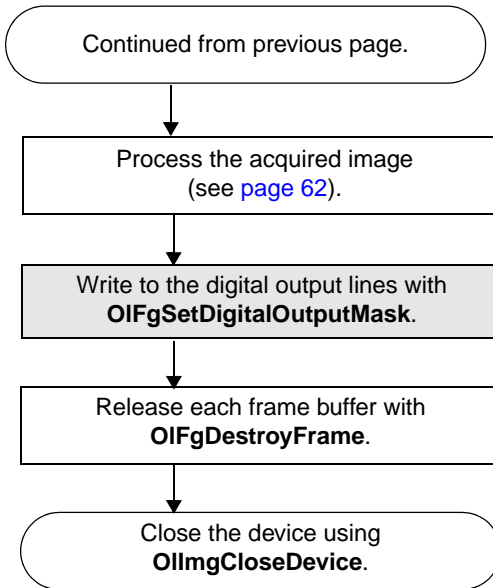 Continued from previous page.
Process the acquired image
(see page 62).
Write to the digital output lines with
OlFgSetDigitalOutputMask.
Release each frame buffer with
OlFgDestroyFrame.
Close the device using
OlImgCloseDevice.